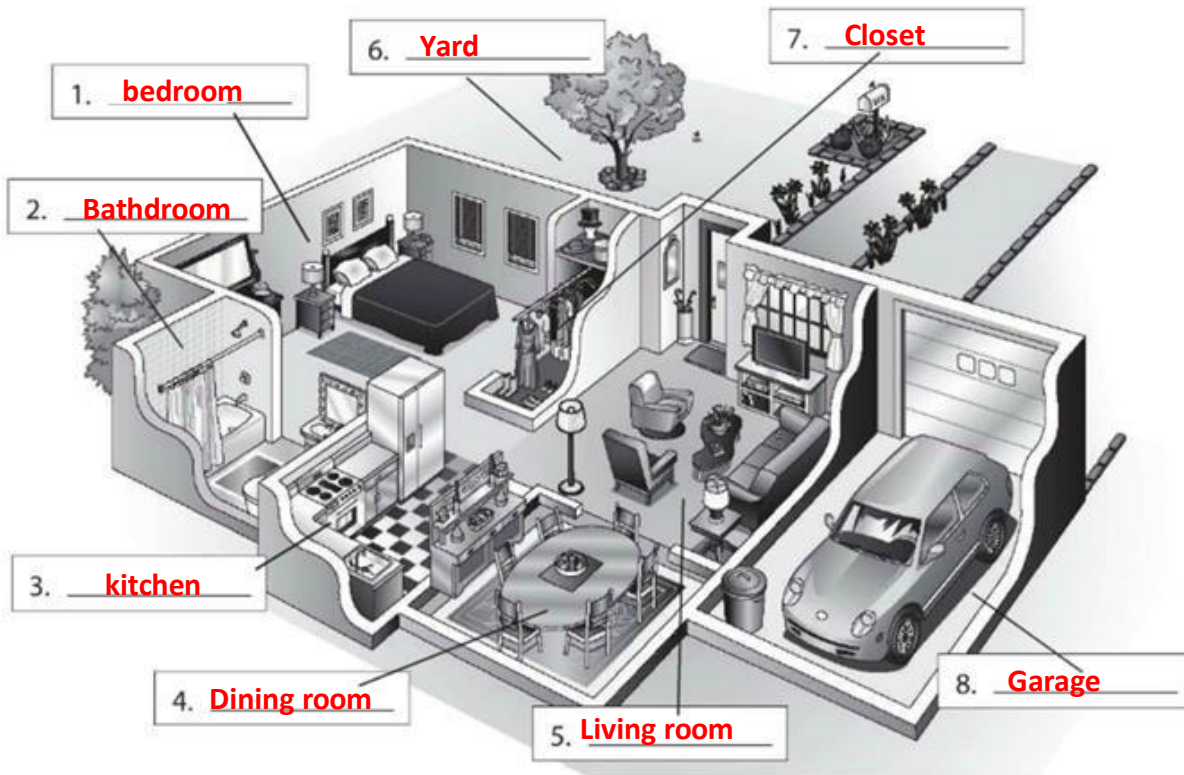 1. bedroom
2. Bathdroom
3. kitchen
4. Dining room
5. Living room
6. Yard
7. Closet
8. Garage